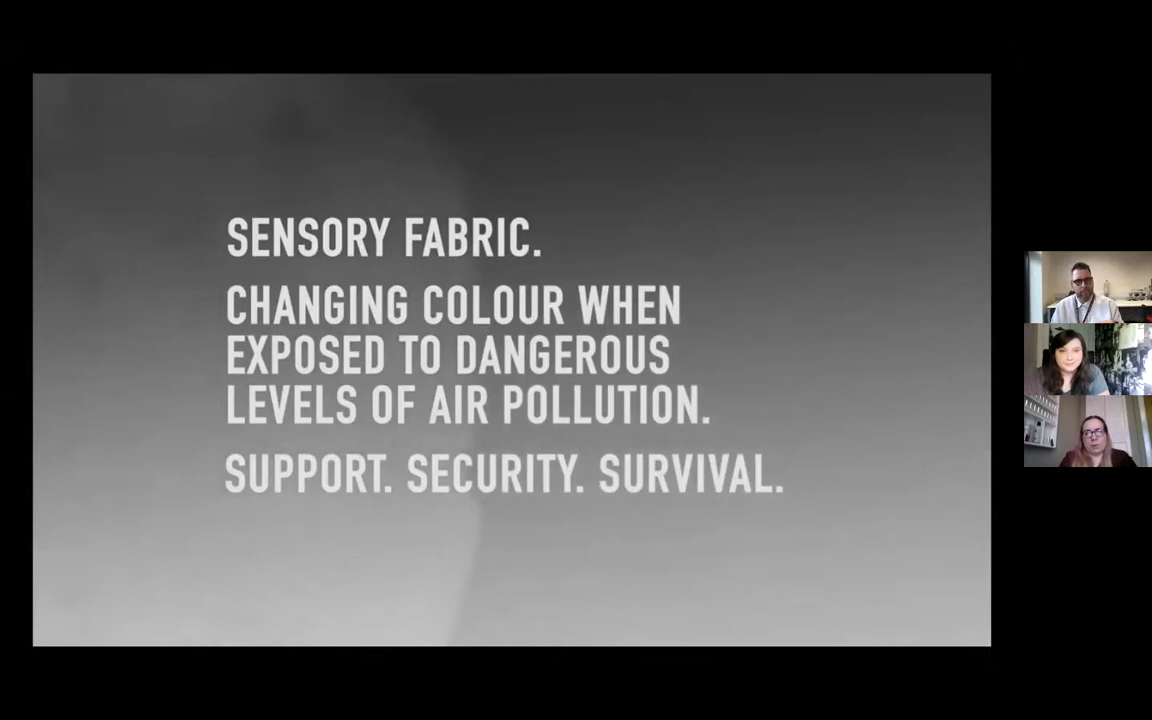 SENSORY FABRIC.
CHANGING COLOUR WHEN
EXPOSED TO DANGEROUS
LEVELS OF AIR POLLUTION.
SUPPORT. SECURITY. SURVIVAL.